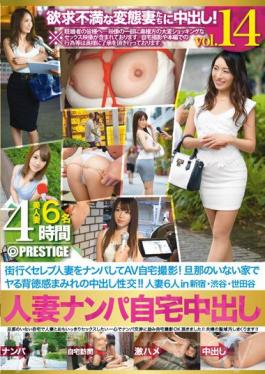 欲求不満な変態妻たちに中出し!
vol.14
美人妻
6名
4時間
@PRESTIGE
街行くセレブ人妻をナンパしてAV自宅撮影!旦那のいない家で
ヤる背徳感まみれの中出し性交!!人妻6人in新宿・渋谷・世田谷
人妻ナンパ自宅中出し
ナンパ
自宅訪問
激ハメ
中出し